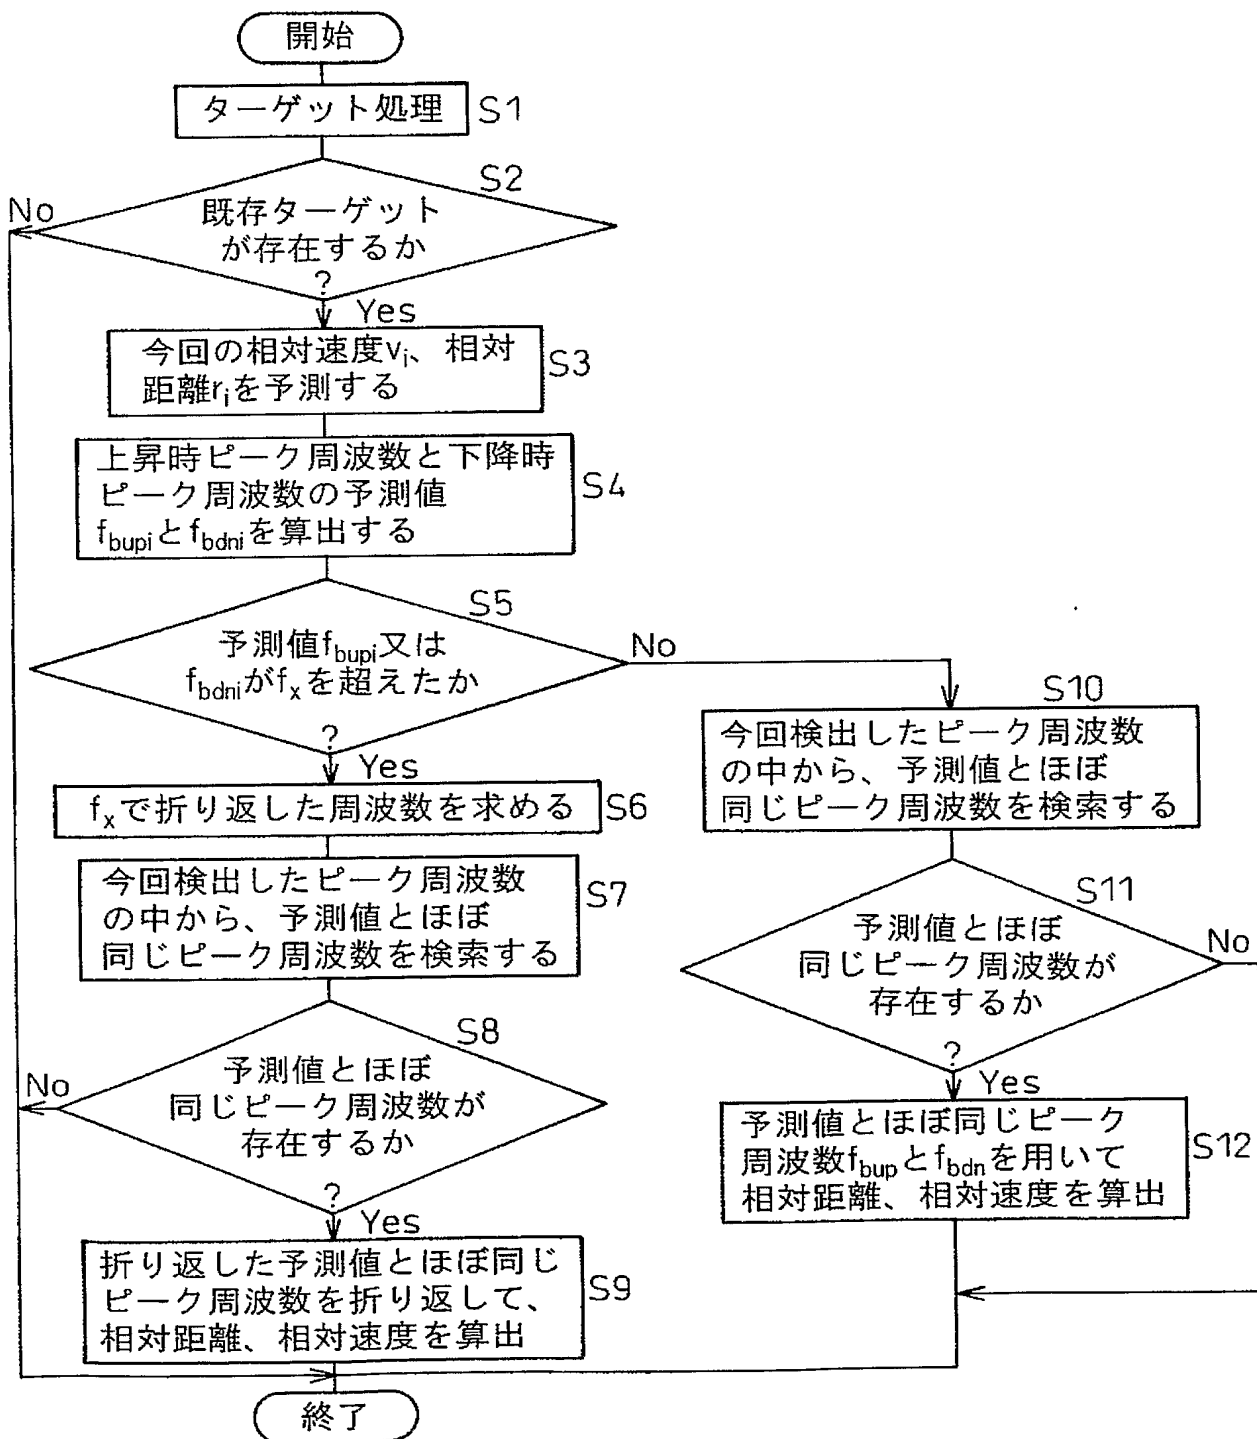 開始
ターゲット処理 S1
S2
No
既存ターゲット
が存在するか
?
Yes
今回の相対速度vi、相対
距離riを予測する
S3
上昇時ピーク周波数と下降時
ピーク周波数の予測値
fbupiとfbdniを算出する
S4
S5
予測値fbupi又は
fbdniがfxを超えたか
?
No
Yes
fxで折り返した周波数を求める S6
今回検出したピーク周波数
の中から、予測値とほぼ
同じピーク周波数を検索する
S7
S8
予測値とほぼ
同じピーク周波数が
存在するか
?
No
Yes
折り返した予測値とほぼ同じ
ピーク周波数を折り返して、
相対距離、相対速度を算出
S9
S10
今回検出したピーク周波数
の中から、予測値とほぼ
同じピーク周波数を検索する
S11
予測値とほぼ
同じピーク周波数が
存在するか
?
No
Yes
予測値とほぼ同じピーク
周波数fbupとfbdnを用いて
相対距離、相対速度を算出
S12
終了